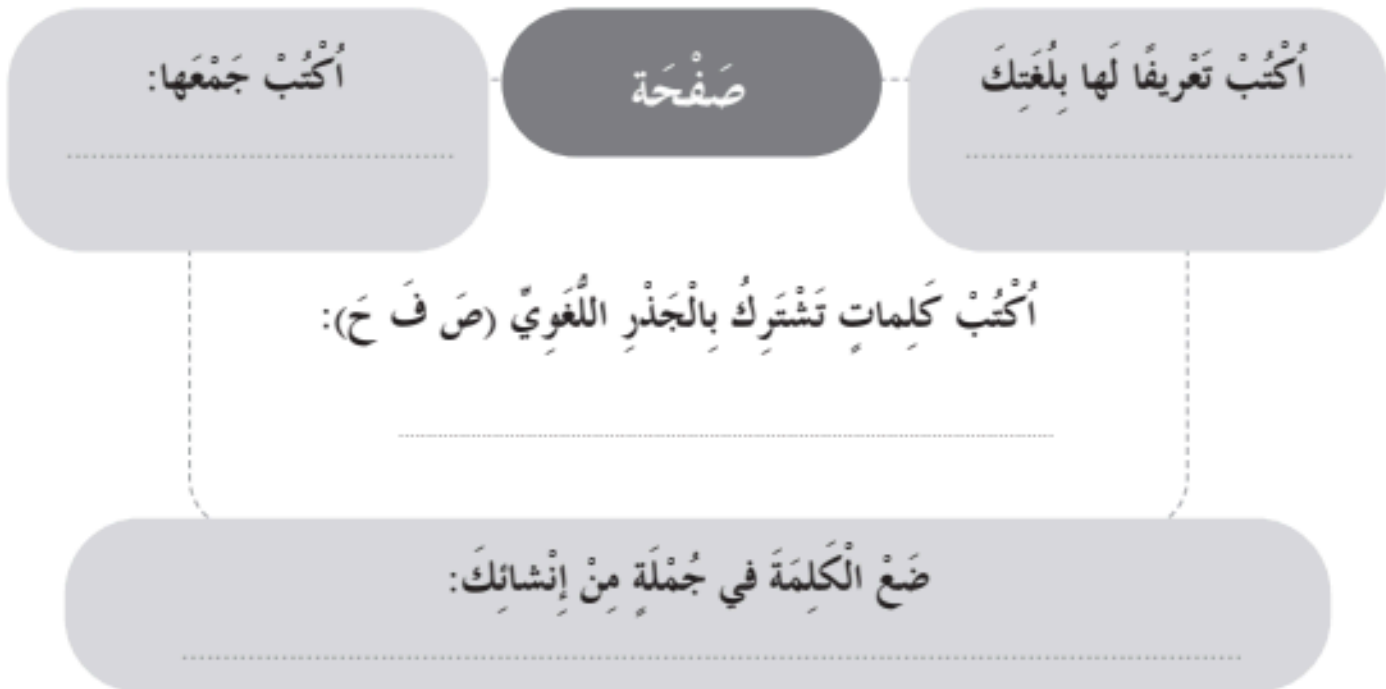 اُكْتُبْ تَعْريفًا لَها بِلُغَتِكَ
صَفْحَة
اُكْتُبْ جَمْعَها:
اُكْتُبْ كَلِماتٍ تَشْتَرِكُ بِالْجَذْرِ اللُّغَوِيِّ (صَ فَ حَ):
ضَعْ الْكَلِمَةَ في جُمْلَةٍ مِنْ إِنْشائِكَ: